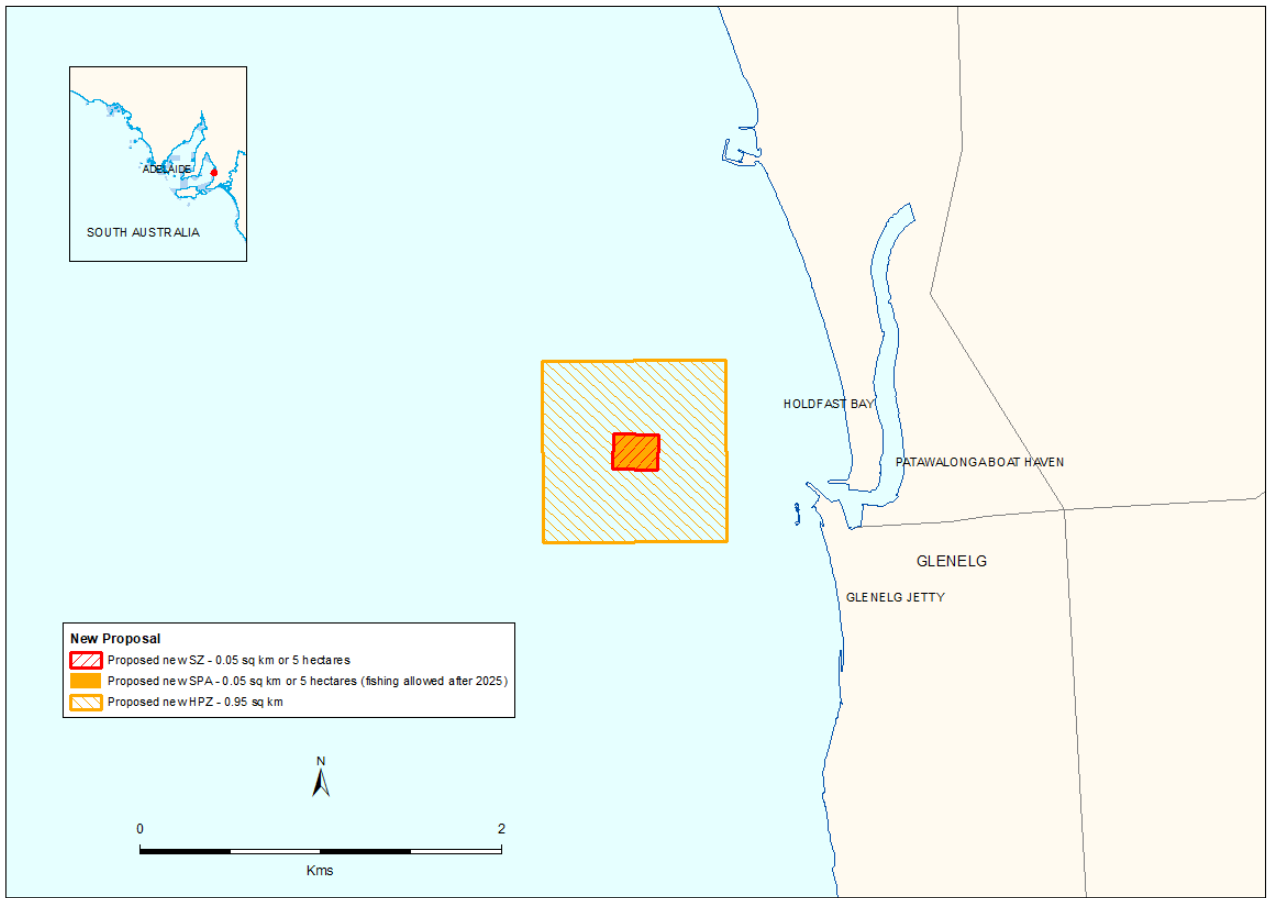 ADELAIDE
SOUTH AUSTRALIA
HOLDFAST BAY
PATAWALONGA BOAT HAVEN
GLENELG
GLENELG JETTY
New Proposal
Proposed new SZ - 0.05 sq km or 5 hectares
Proposed new SPA - 0.05 sq km or 5 hectares (fishing allowed after 2025)
Proposed new HPZ - 0.95 sq km
N
0 2
Kms